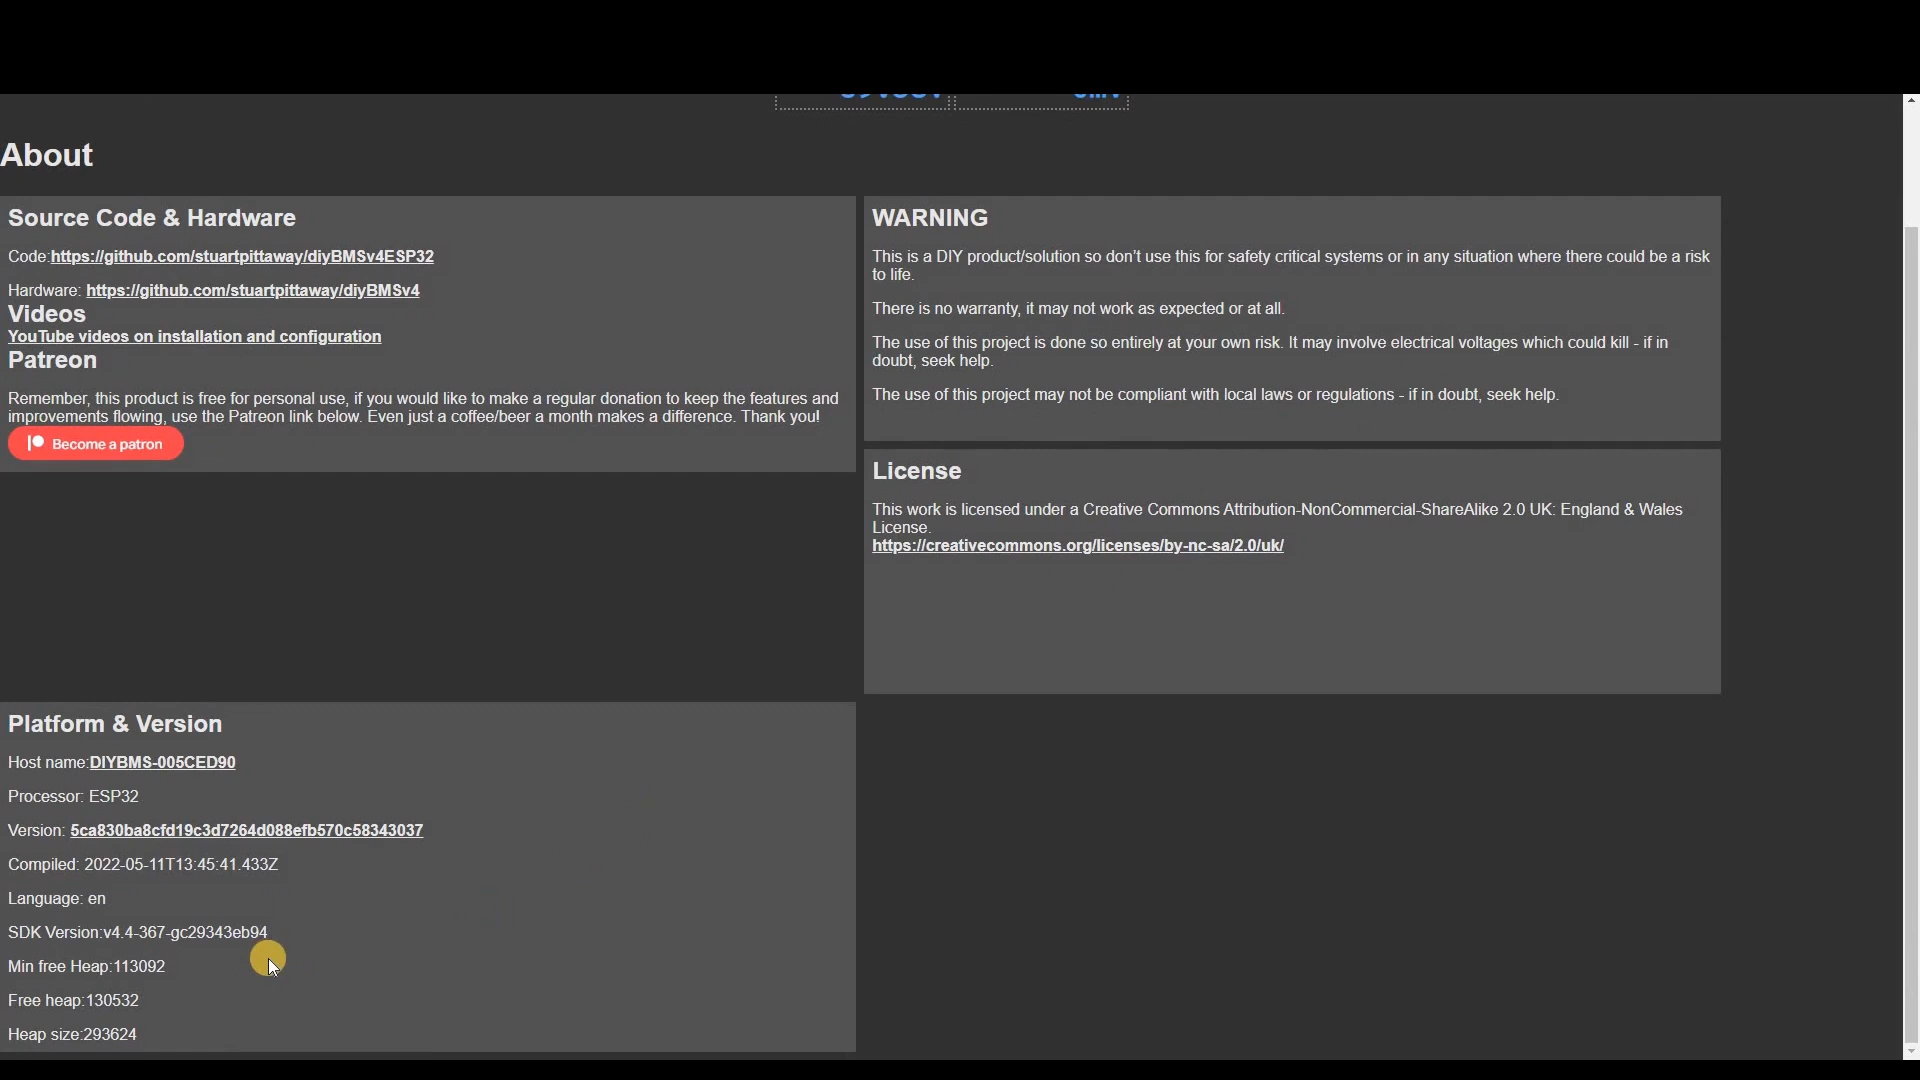 About
Source Code & Hardware
Code:https://github.com/stuartpittaway/diyBMSv4ESP32
Hardware: https://github.com/stuartpittaway/diyBMSv4
Videos
YouTube videos on installation and configuration
Patreon
Remember, this product is free for personal use, if you would like to make a regular donation to keep the features and
improvements flowing, use the Patreon link below. Even just a coffee/beer a month makes a difference. Thank you!
Become a patron
WARNING
This is a DIY product/solution so don't use this for safety critical systems or in any situation where there could be a risk
to life.
There is no warranty, it may not work as expected or at all.
The use of this project is done so entirely at your own risk. It may involve electrical voltages which could kill - if in
doubt, seek help.
The use of this project may not be compliant with local laws or regulations - if in doubt, seek help.
License
This work is licensed under a Creative Commons Attribution-NonCommercial-ShareAlike 2.0 UK: England & Wales
License.
https://creativecommons.org/licenses/by-nc-sa/2.0/uk/
Platform & Version
Host name:DIYBMS-005CED90
Processor: ESP32
Version: 5ca830ba8cfd19c3d7264d088efb570c58343037
Compiled: 2022-05-11T13:45:41.433Z
Language: en
SDK Version:v4.4-367-gc29343eb94
Min free Heap:113092
Free heap:130532
Heap size:293624